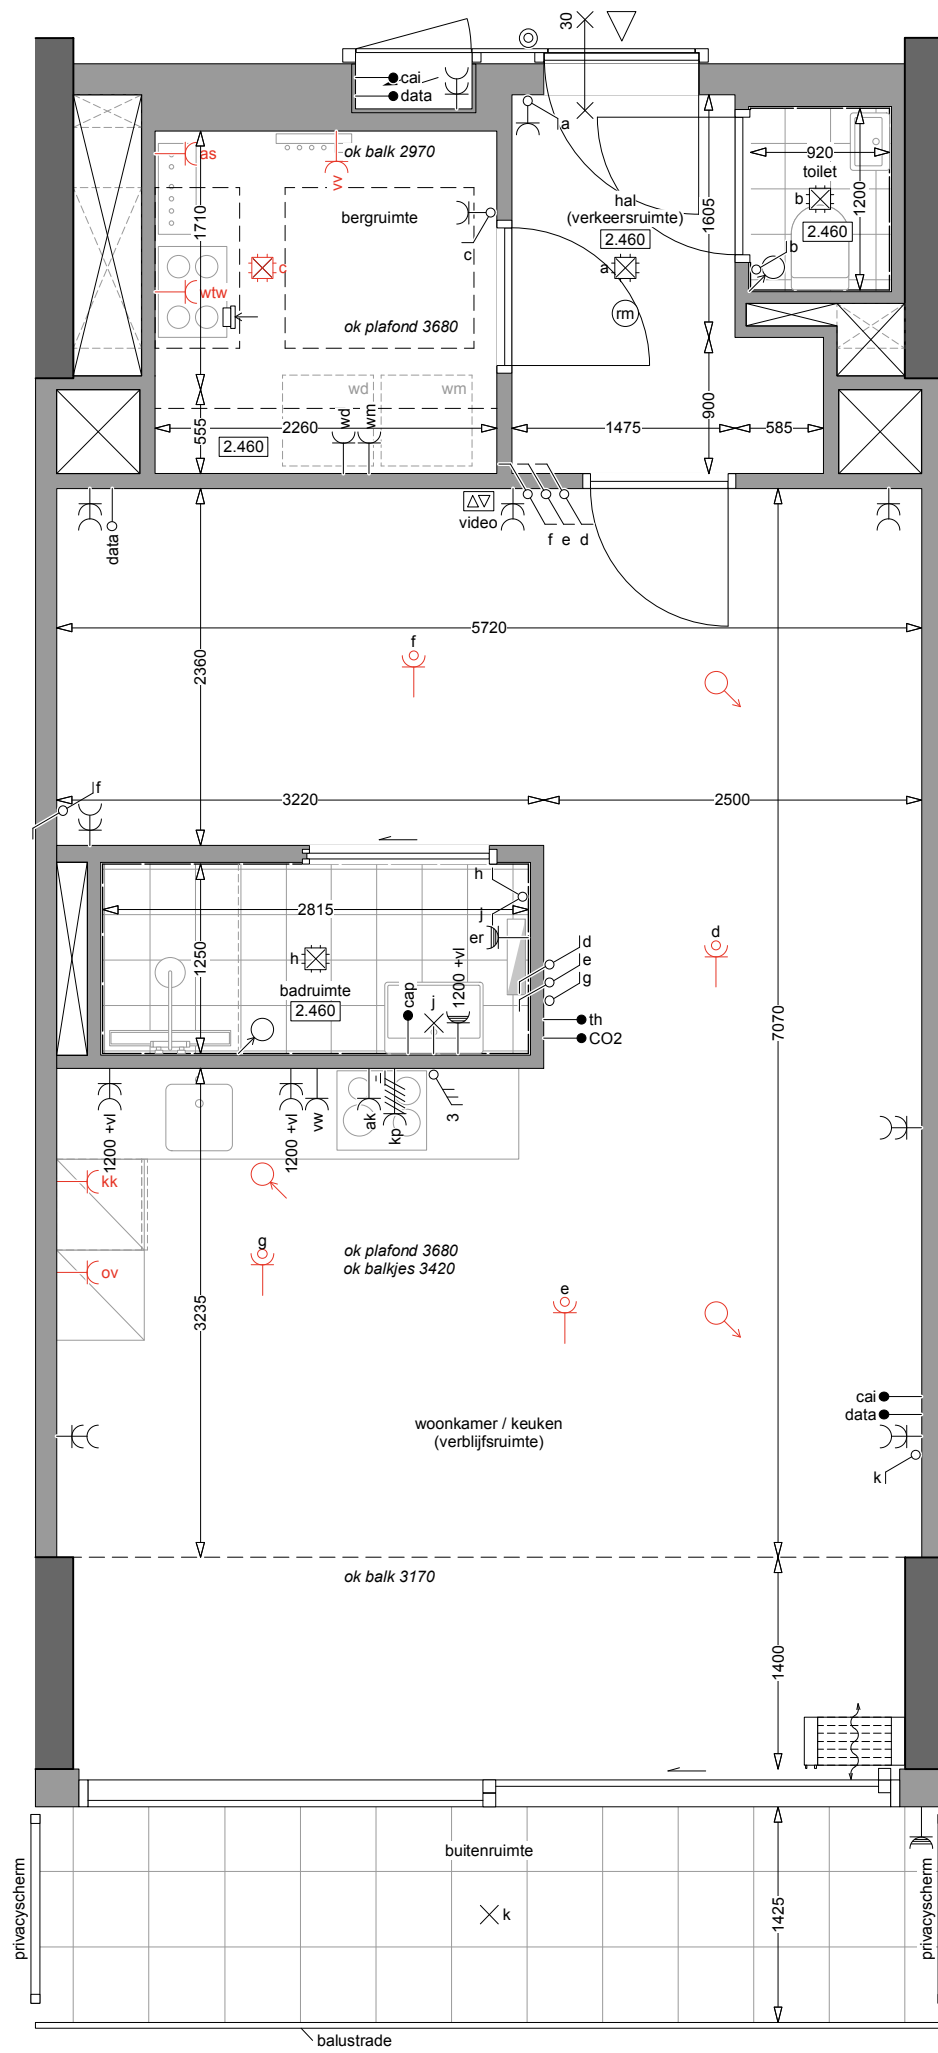 30
cai
data
a
as
ok balk 2970
vv
920
toilet
b
1200
2.460
b
1710
bergruimte
hal
(verkeersruimte)
2.460
1605
c
c
a
wtw
rm
ok plafond 3680
wd
wm
555
2260
wd
wm
2.460
1475
900
585
data
video
f e d
5720
2360
f
f
3220
2500
h
2815
j
er
d
1250
h
1200 +vl
d
e
g
badruimte
2.460
cap
j
th
CO2
7070
1200 +vl
1200 +vl
vw
ak
kp
3
kk
g
ok plafond 3680
ok balkjes 3420
ov
e
3235
cai
data
woonkamer / keuken
(verblijfsruimte)
k
ok balk 3170
1400
buitenruimte
privacyscherm
k
1425
privacyscherm
balustrade